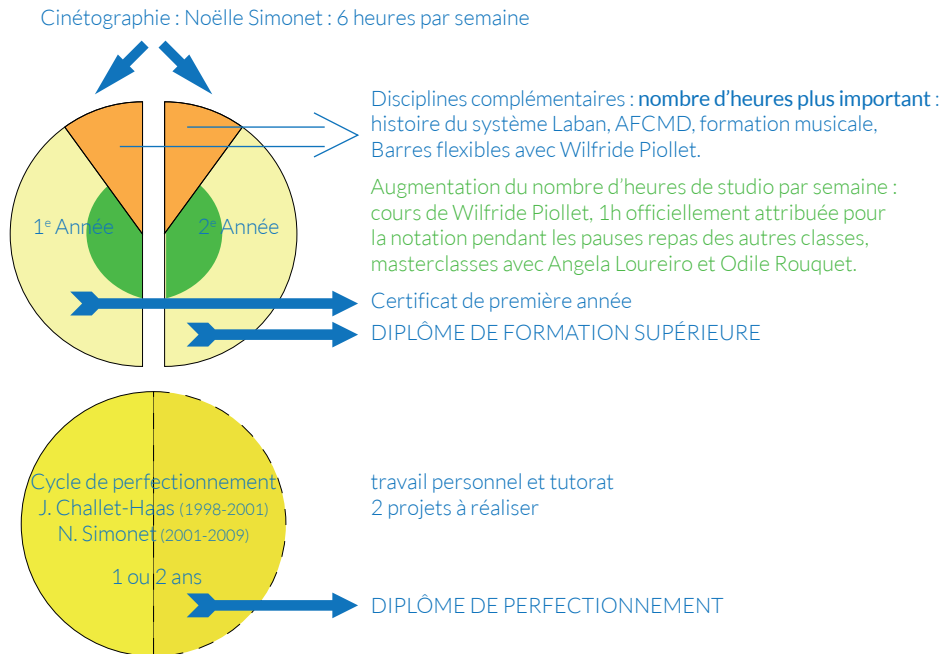 Cinétographie : Noëlle Simonet : 6 heures par semaine
Disciplines complémentaires : nombre d’heures plus important :
histoire du système Laban, AFCMD, formation musicale,
Barres flexibles avec Wilfride Piollet.
Augmentation du nombre d’heures de studio par semaine :
cours de Wilfride Piollet, 1h officiellement attribuée pour
la notation pendant les pauses repas des autres classes,
masterclasses avec Angela Loureiro et Odile Rouquet.
1e Année
2e Année
Certificat de première année
DIPLÔME DE FORMATION SUPÉRIEURE
Cycle de perfectionnement
J. Challet-Haas (1998-2001)
N. Simonet (2001-2009)
1 ou 2 ans
travail personnel et tutorat
2 projets à réaliser
DIPLÔME DE PERFECTIONNEMENT